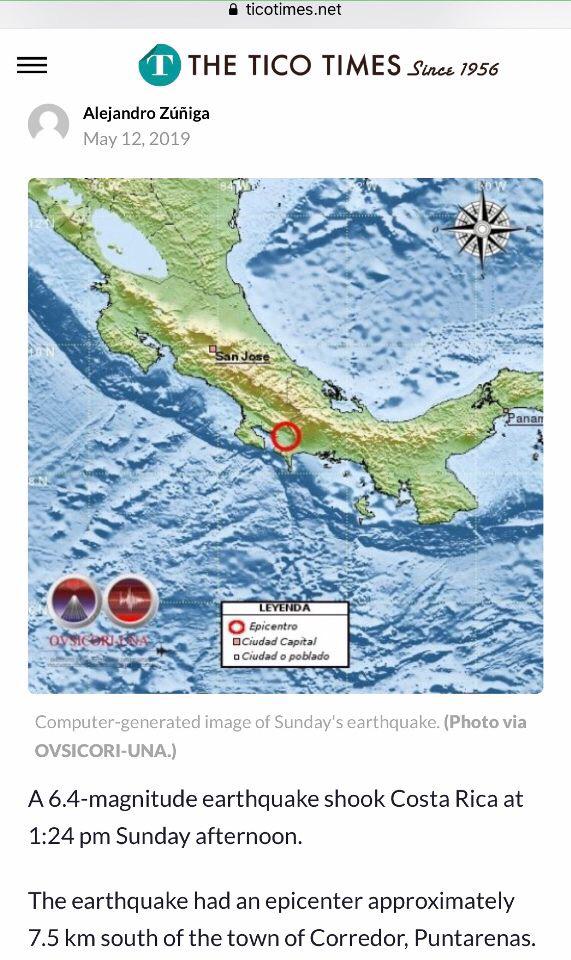 ticotimes.net
T THE TICO TIMES Since 1956
Alejandro Zúñiga
May 12, 2019
84 W
12 N
San Jose
10 N
Panam
8 N
OVSICORI-UNA
LEYENDA
Epicentro
Ciudad Capital
Ciudad o poblado
Computer-generated image of Sunday's earthquake. (Photo via
OVSICORI-UNA.)
A 6.4-magnitude earthquake shook Costa Rica at
1:24 pm Sunday afternoon.
The earthquake had an epicenter approximately
7.5 km south of the town of Corredor, Puntarenas.